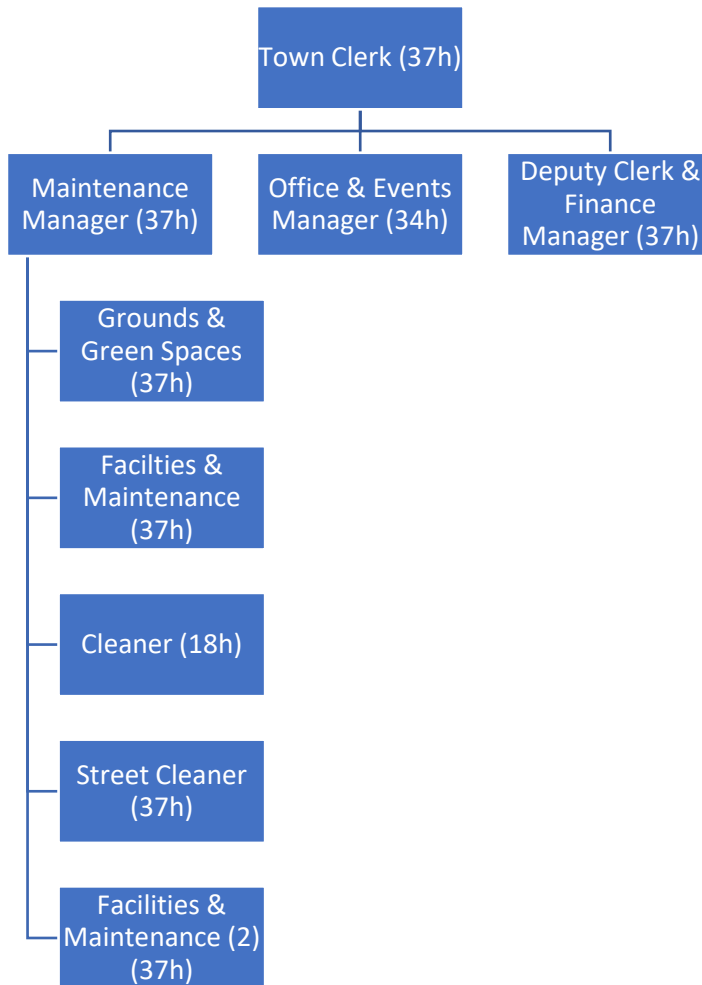 Town Clerk (37h)
Maintenance
Manager (37h)
Office & Events
Manager (34h)
Deputy Clerk &
Finance
Manager (37h)
Grounds &
Green Spaces
(37h)
Facilties &
Maintenance
(37h)
Cleaner (18h)
Street Cleaner
(37h)
Facilities &
Maintenance (2)
(37h)